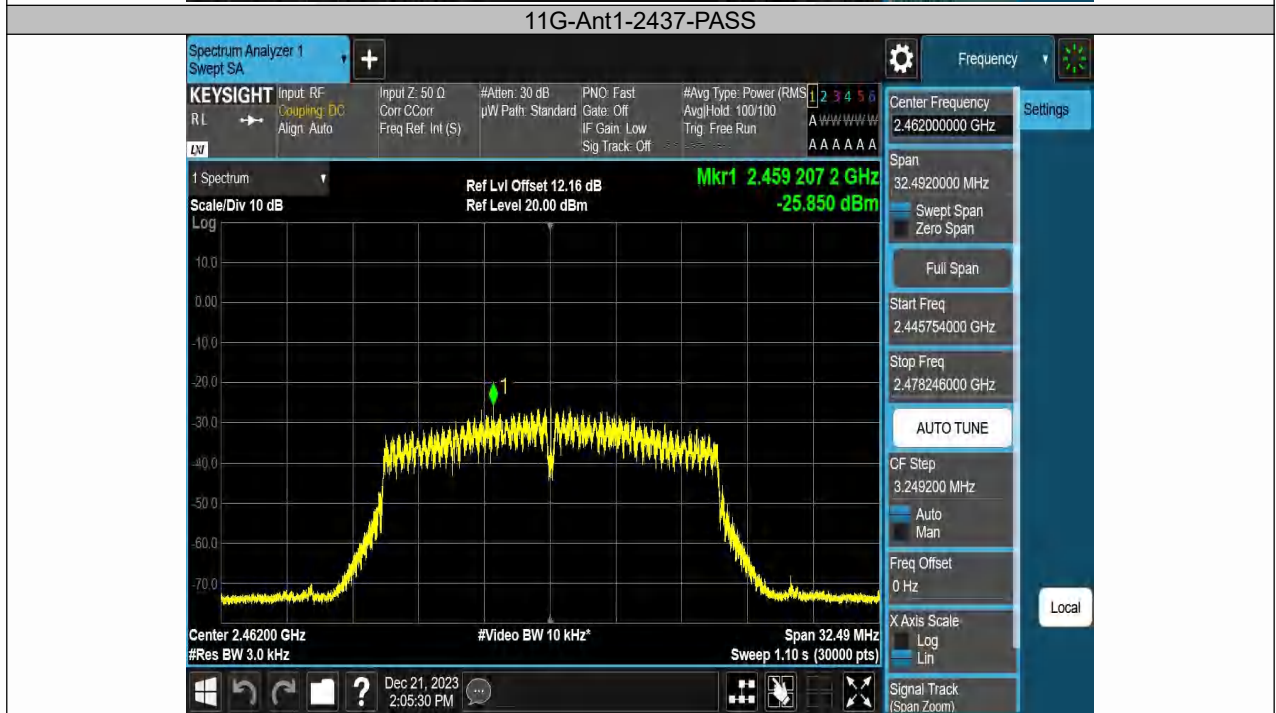 11G-Ant1-2437-PASS
Spectrum Analyzer 1
Swept SA
+
Frequency
KEYSIGHT
RL
LXI
Input: RF
Coupling: DC
Align: Auto
Input Z: 50 Ω
Corr CCorr
Freq Ref: Int (S)
#Atten: 30 dB
µW Path: Standard
PNO: Fast
Gate: Off
IF Gain: Low
Sig Track: Off
#Avg Type: Power (RMS
Avg|Hold: 100/100
Trig: Free Run
1 2 3 4 5 6
A W W W W W
A A A A A A
1 Spectrum
Scale/Div 10 dB
Log
Ref Lvl Offset 12.16 dB
Ref Level 20.00 dBm
Mkr1 2.459 207 2 GHz
-25.850 dBm
10.0
0.00
-10.0
-20.0
-30.0
-40.0
-50.0
-60.0
-70.0
1
Center 2.46200 GHz
#Res BW 3.0 kHz
#Video BW 10 kHz*
Span 32.49 MHz
Sweep 1.10 s (30000 pts)
Center Frequency
2.462000000 GHz
Settings
Span
32.4920000 MHz
Swept Span
Zero Span
Full Span
Start Freq
2.445754000 GHz
Stop Freq
2.478246000 GHz
AUTO TUNE
CF Step
3.249200 MHz
Auto
Man
Freq Offset
0 Hz
Local
X Axis Scale
Log
Lin
Signal Track
(Span Zoom)
?
Dec 21, 2023
2:05:30 PM